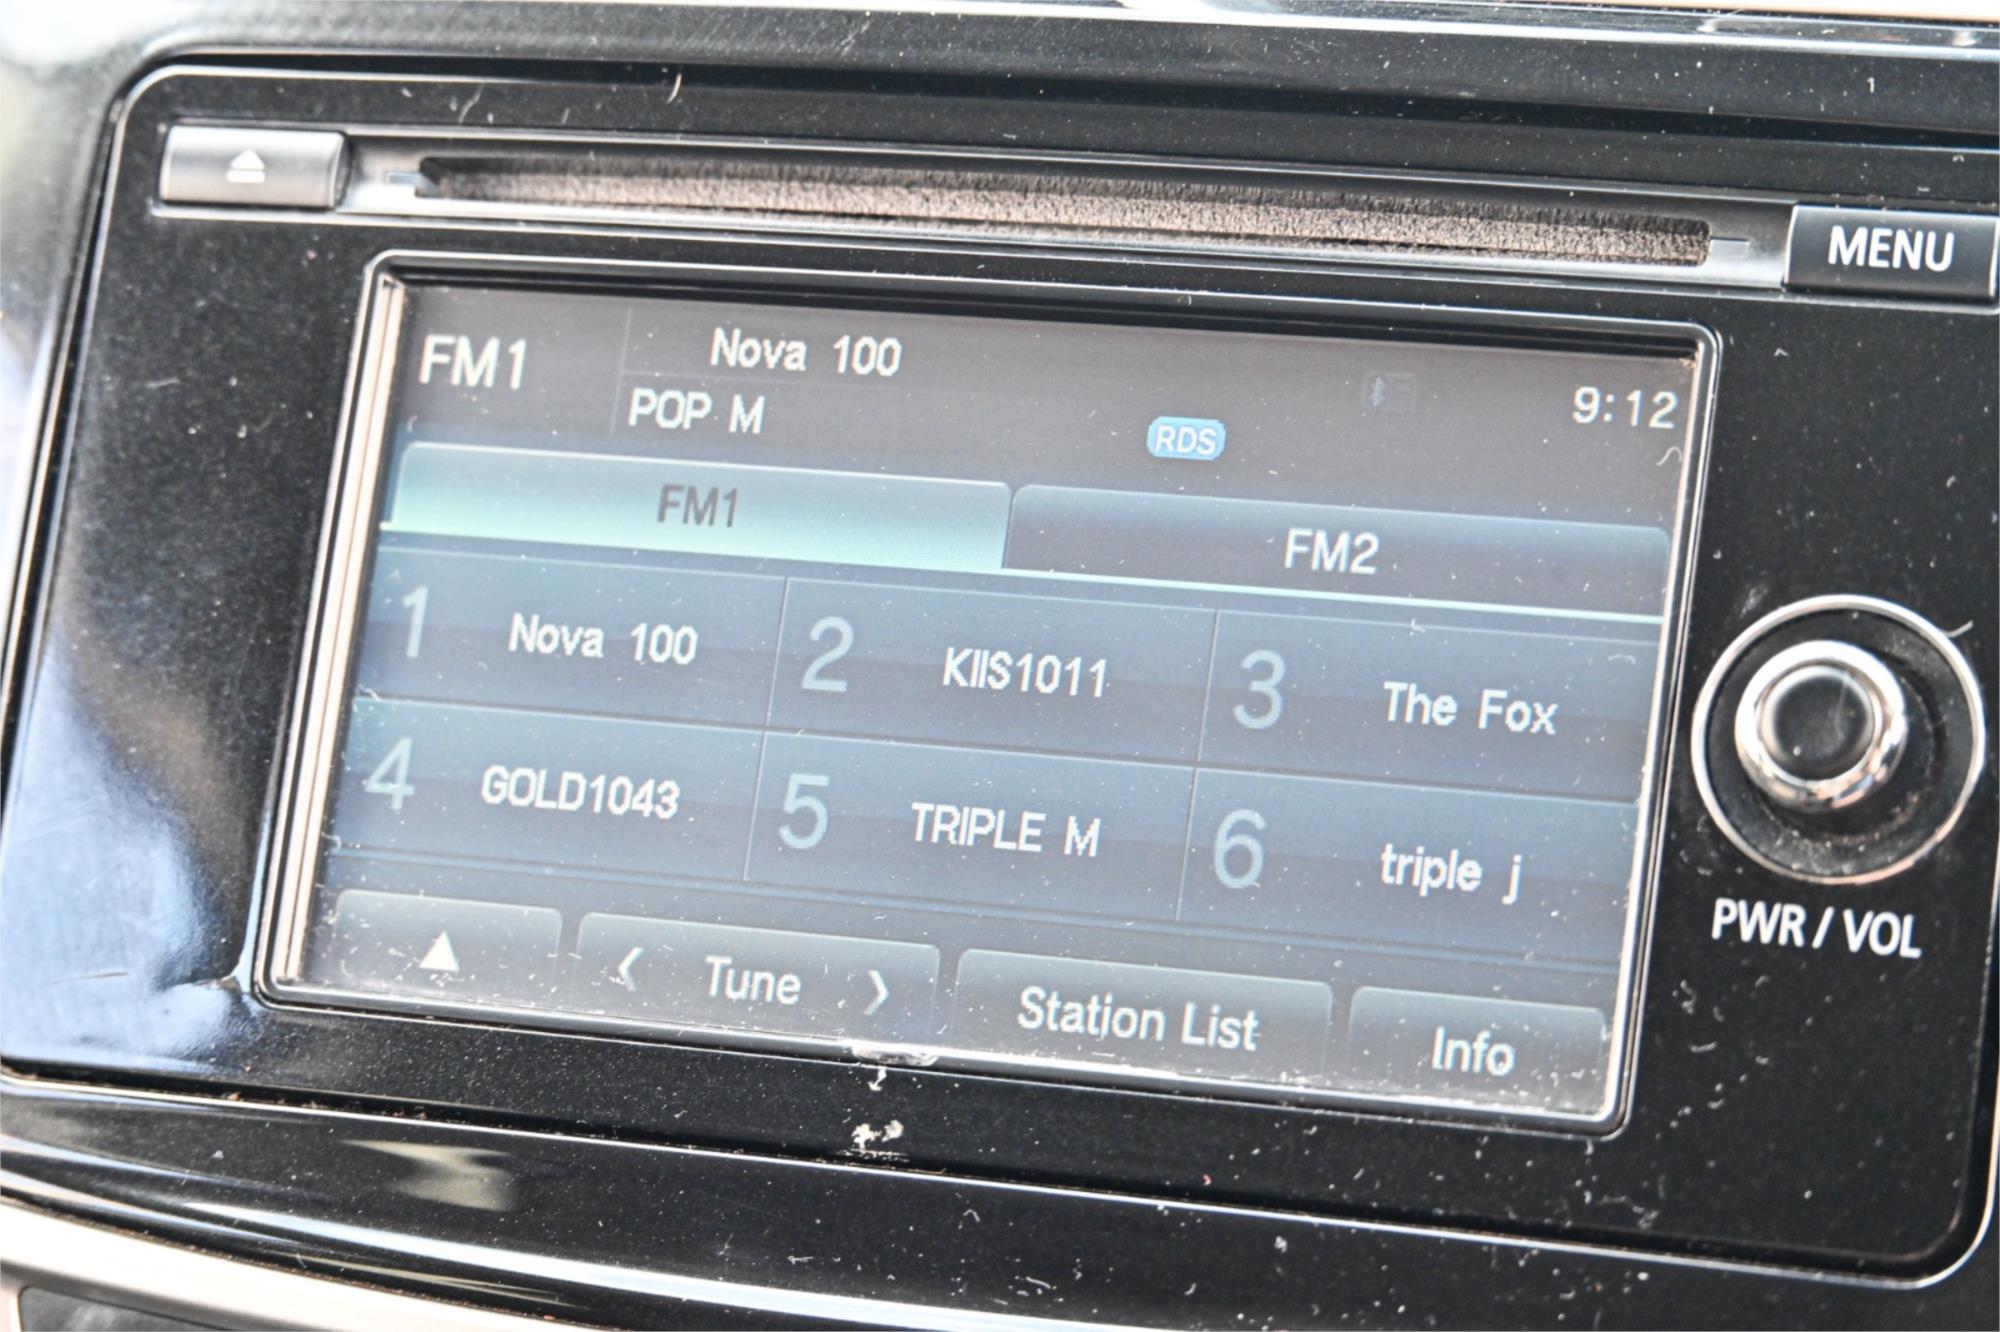 MENU
FM1 Nova 100
POP M RDS 9:12
FM1 FM2
1 Nova 100 2 KIIS1011 3 The Fox
4 GOLD1043 5 TRIPLE M 6 triple j
Tune Station List Info
PWR / VOL